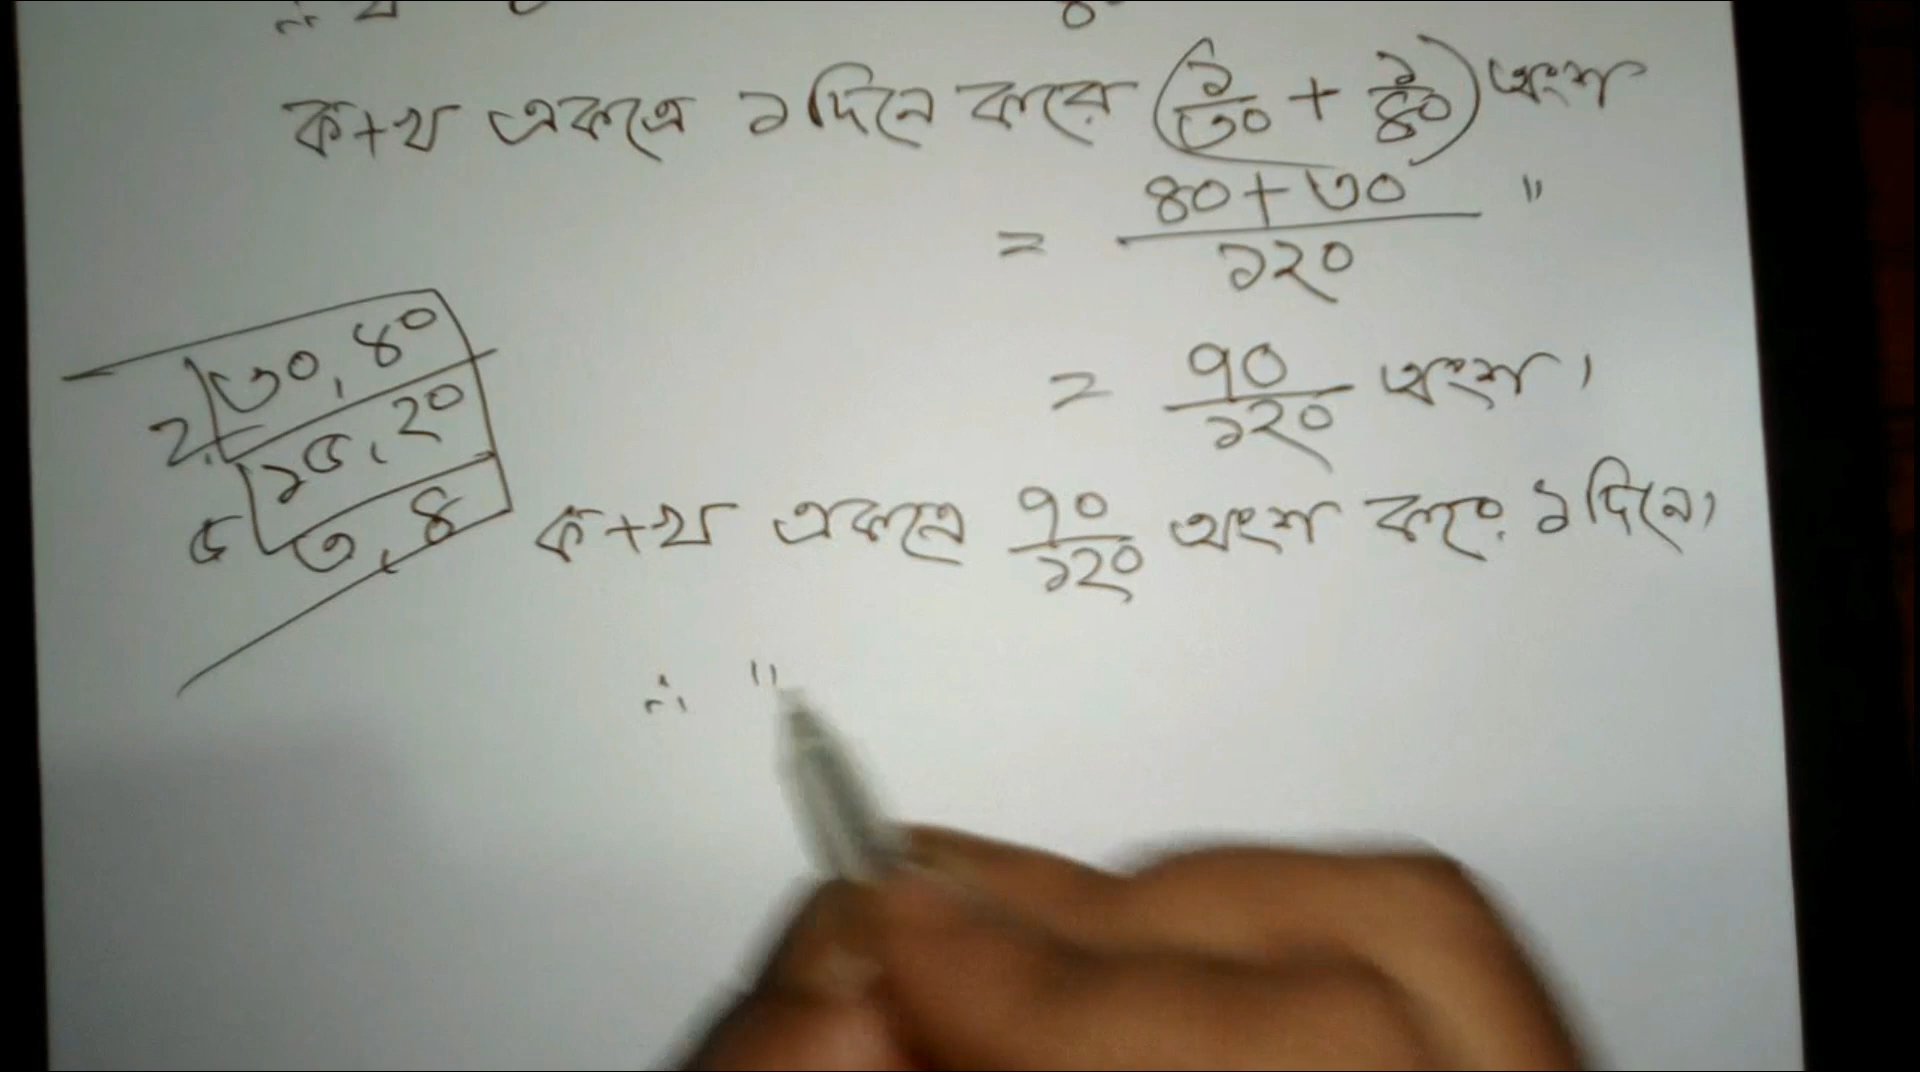 ক+খ একত্রে ১ দিনে করে (১/৩০ + ১/৪০) অংশ
= ৪০+৩০/১২০ "
= ৭০/১২০ অংশ।
২ ৩০, ৪০
৫ ১৫, ২০
৩, ৪
ক+খ একত্রে ৭০/১২০ অংশ করে ১ দিনে।
∴ "